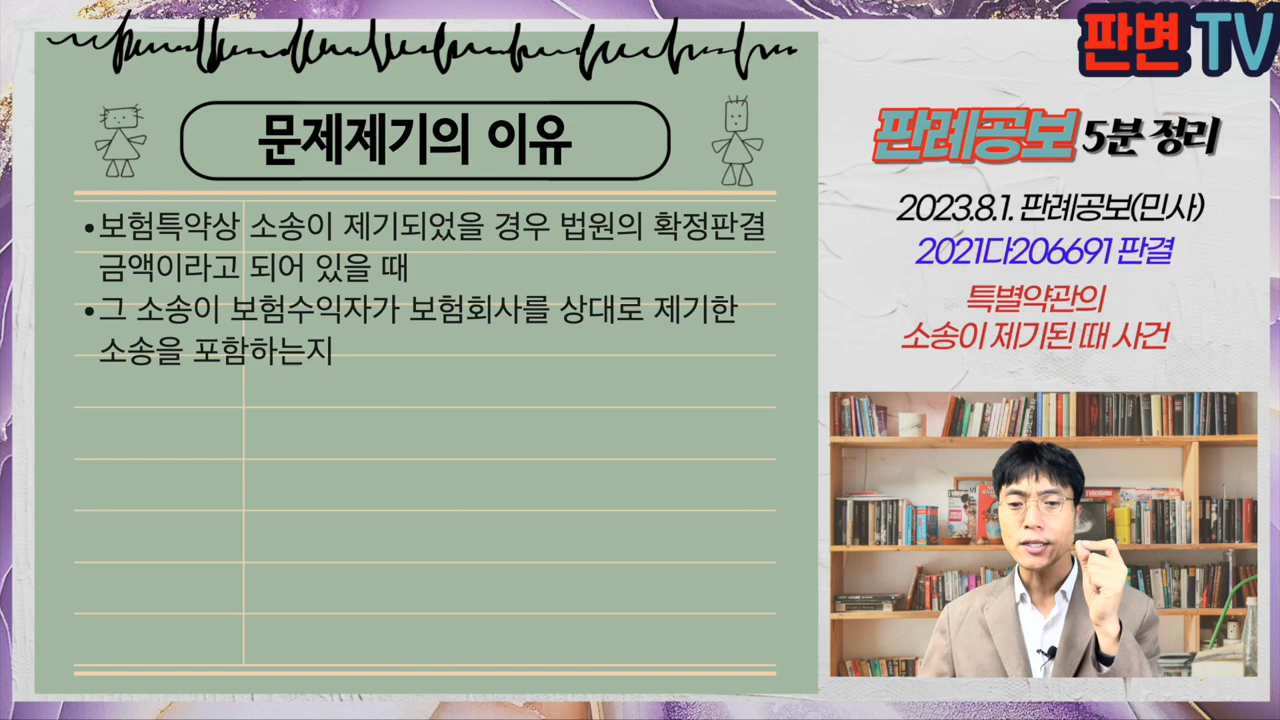 판변 TV
문제제기의 이유
•보험특약상 소송이 제기되었을 경우 법원의 확정판결
금액이라고 되어 있을 때
•그 소송이 보험수익자가 보험회사를 상대로 제기한
소송을 포함하는지
판례공보 5분 정리
2023.8.1. 판례공보(민사)
2021다206691 판결
특별약관의
소송이 제기된 때 사건